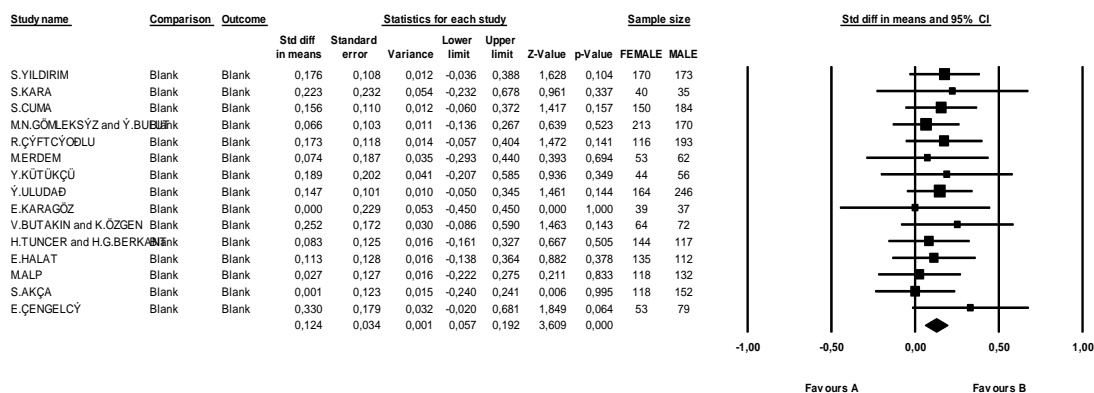 Study name Comparison Outcome Statistics for each study Sample size Std diff in means and 95% CI
Std diff Standard Lower Upper
in means error Variance limit limit Z-Value p-Value FEMALE MALE
S.YILDIRIM Blank Blank 0,176 0,108 0,012 -0,036 0,388 1,628 0,104 170 173
S.KARA Blank Blank 0,223 0,232 0,054 -0,232 0,678 0,961 0,337 40 35
S.CUMA Blank Blank 0,156 0,110 0,012 -0,060 0,372 1,417 0,157 150 184
M.N.GÖMLEKSÝZ and Ý.BULUT Blank Blank 0,066 0,103 0,011 -0,136 0,267 0,639 0,523 213 170
R.ÇÝFTCÝOÐLU Blank Blank 0,173 0,118 0,014 -0,057 0,404 1,472 0,141 116 193
M.ERDEM Blank Blank 0,074 0,187 0,035 -0,293 0,440 0,393 0,694 53 62
Y.KÜTÜKÇÜ Blank Blank 0,189 0,202 0,041 -0,207 0,585 0,936 0,349 44 56
Ý.ULUDAÐ Blank Blank 0,147 0,101 0,010 -0,050 0,345 1,461 0,144 164 246
E.KARAGÖZ Blank Blank 0,000 0,229 0,053 -0,450 0,450 0,000 1,000 39 37
V.BUTAKIN and K.ÖZGEN Blank Blank 0,252 0,172 0,030 -0,086 0,590 1,463 0,143 64 72
H.TUNCER and H.G.BERKANT Blank Blank 0,083 0,125 0,016 -0,161 0,327 0,667 0,505 144 117
E.HALAT Blank Blank 0,113 0,128 0,016 -0,138 0,364 0,882 0,378 135 112
M.ALP Blank Blank 0,027 0,127 0,016 -0,222 0,275 0,211 0,833 118 132
S.AKÇA Blank Blank 0,001 0,123 0,015 -0,240 0,241 0,006 0,995 118 152
E.ÇENGELCÝ Blank Blank 0,330 0,179 0,032 -0,020 0,681 1,849 0,064 53 79
0,124 0,034 0,001 0,057 0,192 3,609 0,000
-1,00 -0,50 0,00 0,50 1,00
Favours A Favours B